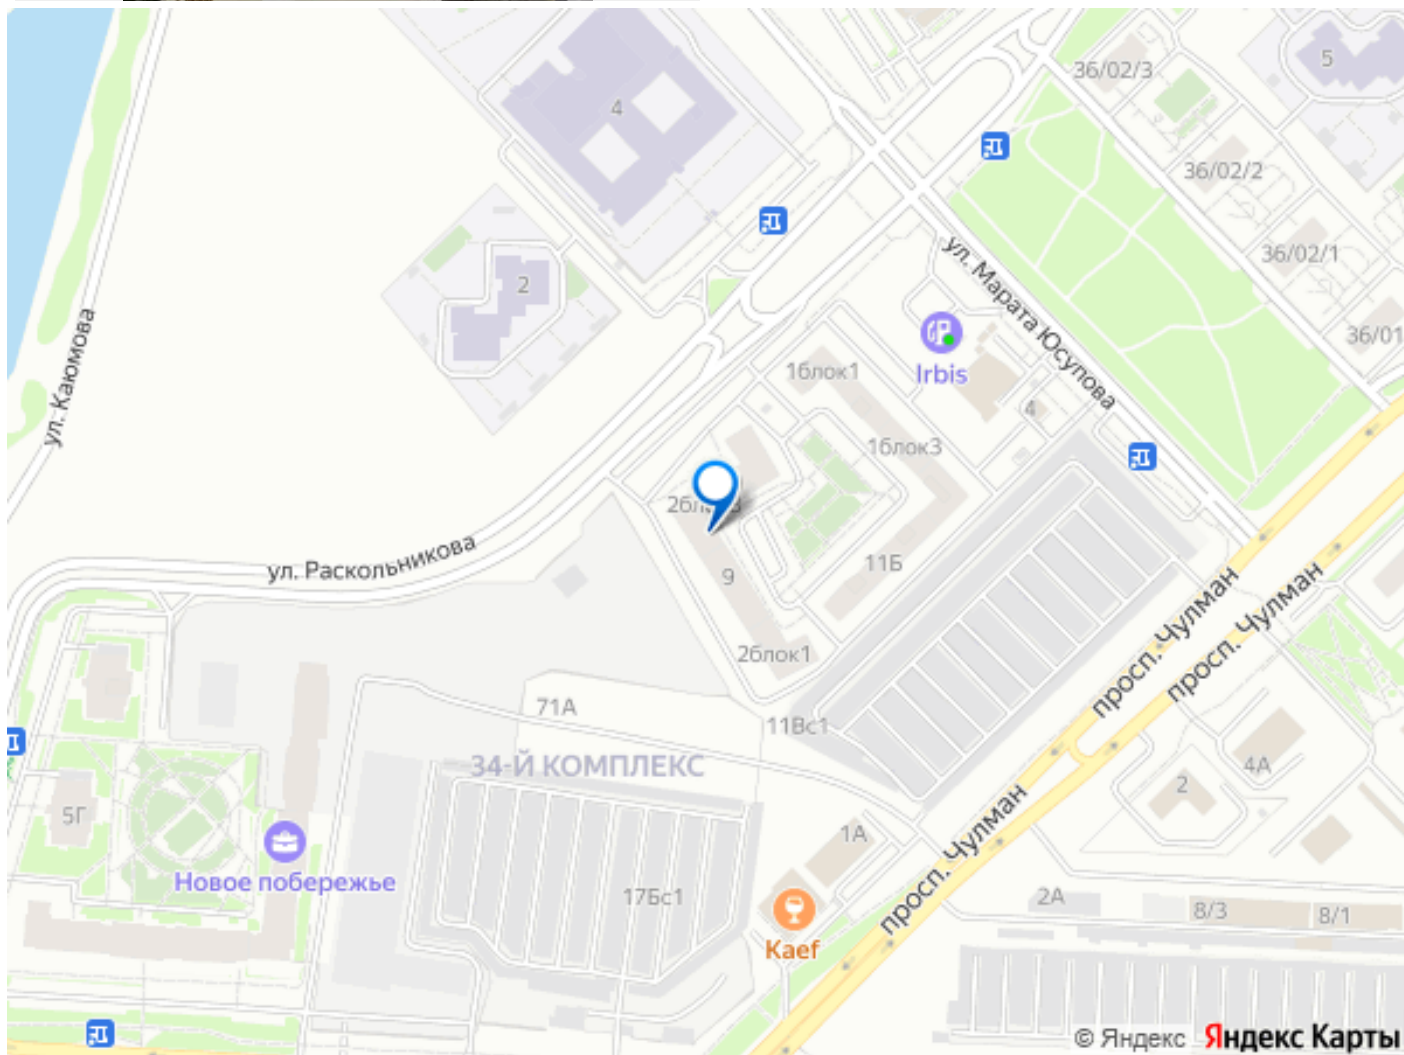 36/02/3
5
4
36/02/2
ул. Марата Юсупова
36/02/1
2
ул. Каюмова
36/01
Irbis
1блок1
4
1блок3
9
11Б
ул. Раскольникова
2блок1
просп. Чулман
просп. Чулман
71А
11Вс1
34-Й КОМПЛЕКС
4А
2
5Г
1А
просп. Чулман
Новое побережье
17Бс1
2А
8/3
8/1
Kaef
© Яндекс Яндекс Карты